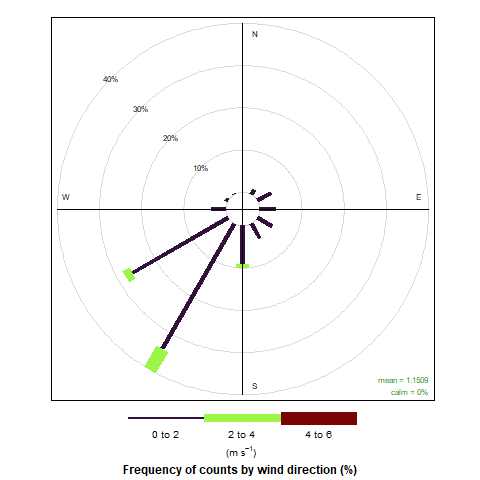 N
40%
30%
20%
10%
W
E
S
mean = 1.1509
calm = 0%
0 to 2 2 to 4 4 to 6
(m s⁻¹)
Frequency of counts by wind direction (%)